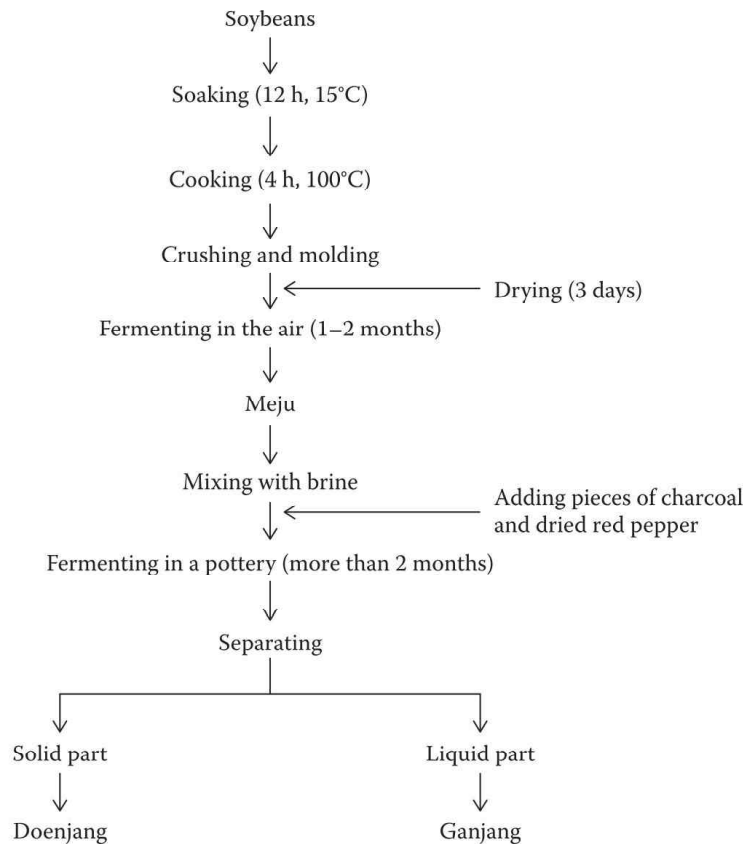 Soybeans
Soaking (12 h, 15°C)
Cooking (4 h, 100°C)
Crushing and molding
Drying (3 days)
Fermenting in the air (1–2 months)
Meju
Mixing with brine
Adding pieces of charcoal
and dried red pepper
Fermenting in a pottery (more than 2 months)
Separating
Solid part
Liquid part
Doenjang
Ganjang